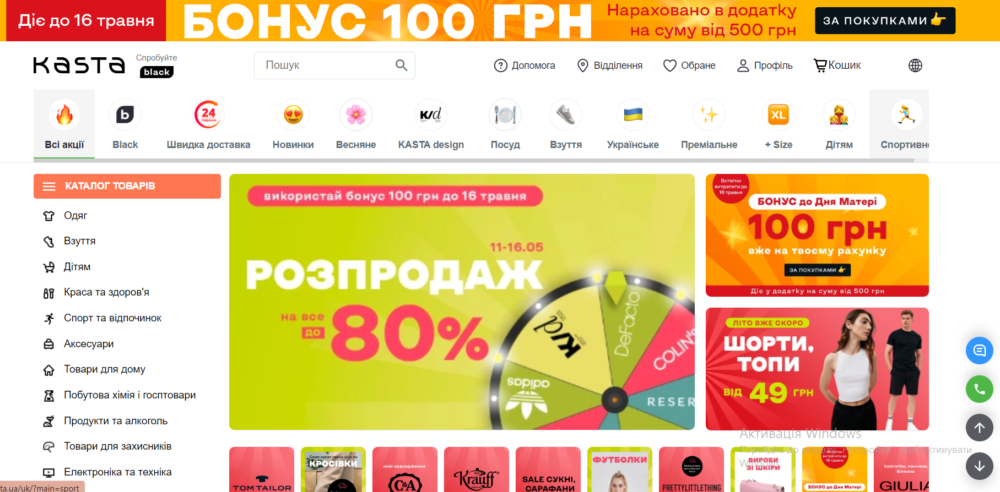 Діє до 16 травня
БОНУС 100 ГРН
Нараховано в додатку
на суму від 500 грн
ЗА ПОКУПКАМИ
kasta
Спробуйте
black
Пошук
Допомога
Відділення
Обране
Профіль
Кошик
b
24
години
K/d
XL
Всі акції
Black
Швидка доставка
Новинки
Весняне
KASTA design
Посуд
Взуття
Українське
Преміальне
+ Size
Дітям
Спортивне
КАТАЛОГ ТОВАРІВ
Одяг
Взуття
Дітям
Краса та здоров'я
Спорт та відпочинок
Аксесуари
Товари для дому
Побутова хімія і госптовари
Продукти та алкоголь
Товари для захисників
Електроніка та техніка
ta.ua/uk/?main=sport
використай бонус 100 грн до 16 травня
11-16.05
РОЗПРОДАЖ
на все
до
80%
K/d
DeFacto
COLIN'S
adidas
RESER
Встигни
витратити до
16 травня
БОНУС до Дня Матері
100 грн
вже на твоєму рахунку
ЗА ПОКУПКАМИ
Діє у додатку на суму від 500 грн
ЛІТО ВЖЕ СКОРО
ШОРТИ,
ТОПИ
ВІД 49 ГРН
Активація Windows
Перейдіть до розділу "Настройки", щоб активувати
Windows.
TOM TAILOR
Саме зараз гарна ціна на
КРОСІВКИ
нові надходження
C&A
Krauff
SALE СУКНІ,
САРАФАНИ
ФУТБОЛКИ
безкоштовна
доставка для
black
PRETTYLITTLETHING
ВИРОБИ
ЗІ ШКІРИ
Встигни
витратити до
16 травня
БОНУС до Дня Матері
колготки, панчохи,
білизна
GIULIA